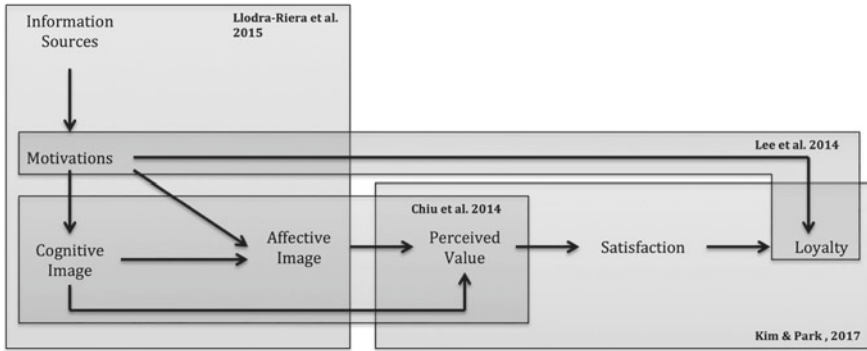 Information
Sources
Llodra-Riera et al.
2015
Lee et al. 2014
Motivations
Chiu et al. 2014
Cognitive
Image
Affective
Image
Perceived
Value
Satisfaction
Loyalty
Kim & Park , 2017